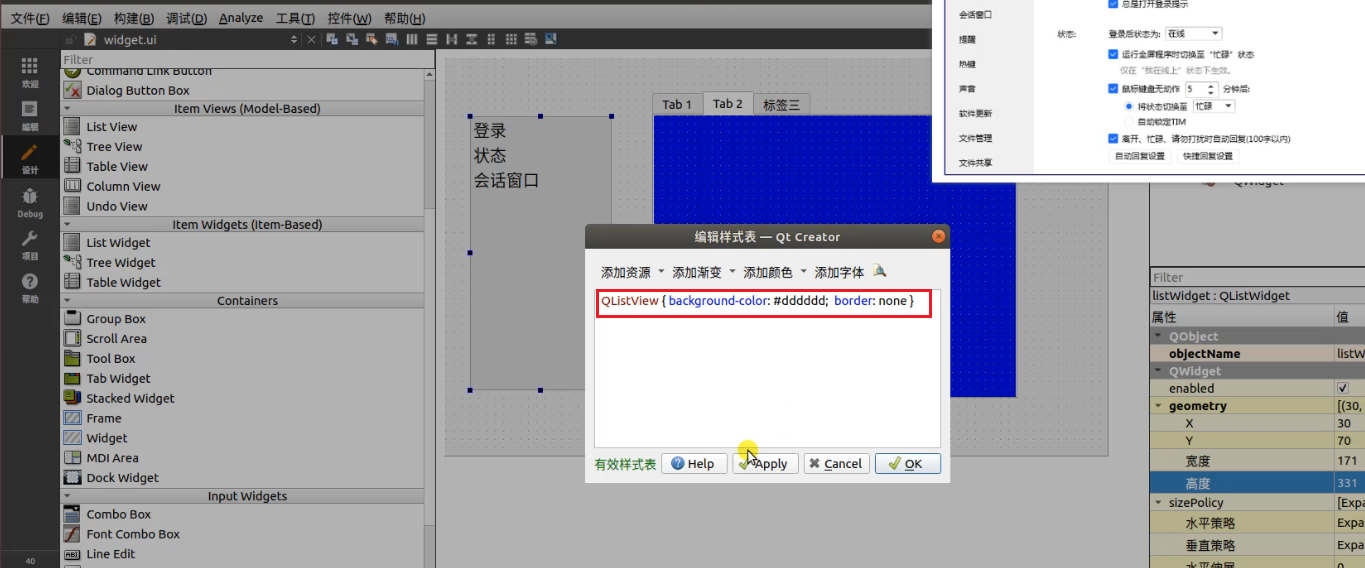 文件(F) 编辑(E) 构建(B) 调试(D) Analyze 工具(T) 控件(W) 帮助(H)
widget.ui
欢迎
编辑
设计
Debug
项目
帮助
40
Filter
Command Link Button
Dialog Button Box
Item Views (Model-Based)
List View
Tree View
Table View
Column View
Undo View
Item Widgets (Item-Based)
List Widget
Tree Widget
Table Widget
Containers
Group Box
Scroll Area
Tool Box
Tab Widget
Stacked Widget
Frame
Widget
MDI Area
Dock Widget
Input Widgets
Combo Box
Font Combo Box
Line Edit
Tab 1 Tab 2 标签三
登录
状态
会话窗口
编辑样式表 — Qt Creator
添加资源 添加渐变 添加颜色 添加字体
QListView { background-color: #dddddd; border: none }
有效样式表 Help Apply Cancel OK
会话窗口
提醒
热键
声音
软件更新
文件管理
文件共享
总是打开登录提示
状态: 登录后状态为: 在线
运行全屏程序时切换至“忙碌”状态
仅在“我在线上”状态下生效。
鼠标键盘无动作 5 分钟后:
将状态切换至 忙碌
自动锁定TIM
离开、忙碌、请勿打扰时自动回复(100字以内)
自动回复设置 快捷回复设置
QWidget
Filter
listWidget : QListWidget
属性 值
QObject
objectName listW
QWidget
enabled
geometry [(30,
X 30
Y 70
宽度 171
高度 331
sizePolicy [Expa
水平策略 Expa
垂直策略 Expa
水平伸展 0